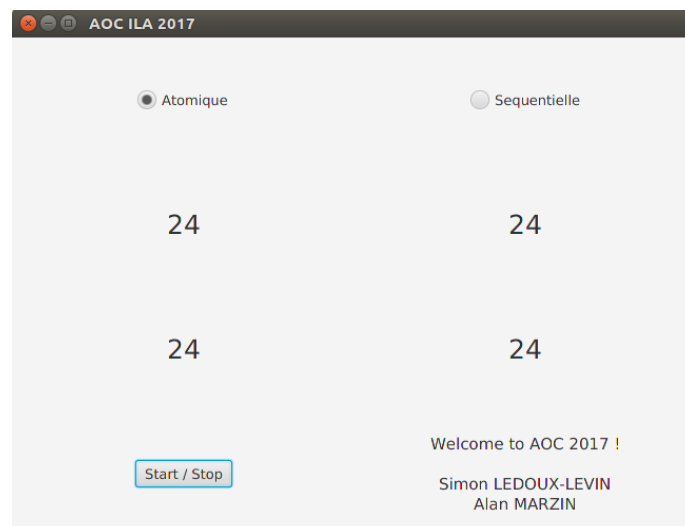 AOC ILA 2017
Atomique
Sequentielle
24
24
24
24
Welcome to AOC 2017 !
Start / Stop
Simon LEDOUX-LEVIN
Alan MARZIN